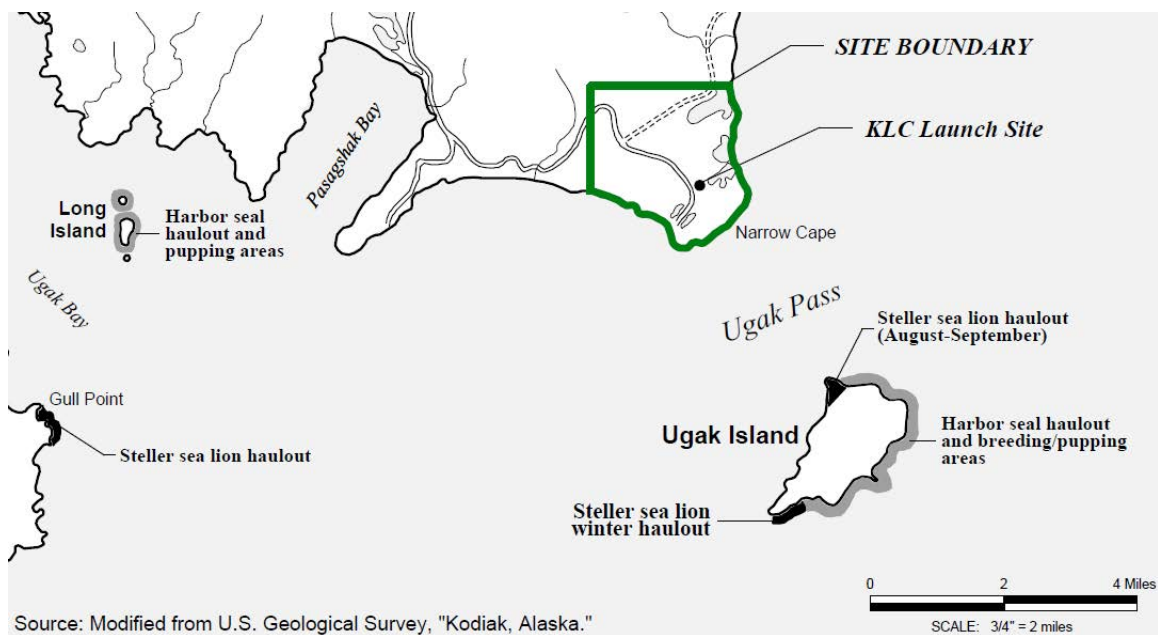 SITE BOUNDARY
KLC Launch Site
Pasagshak Bay
Long
Island
Harbor seal
haulout and
pupping areas
Narrow Cape
Ugak Bay
Ugak Pass
Steller sea lion haulout
(August-September)
Gull Point
Steller sea lion haulout
Ugak Island
Harbor seal haulout
and breeding/pupping
areas
Steller sea lion
winter haulout
0 2 4 Miles
SCALE: 3/4" = 2 miles
Source: Modified from U.S. Geological Survey, "Kodiak, Alaska."